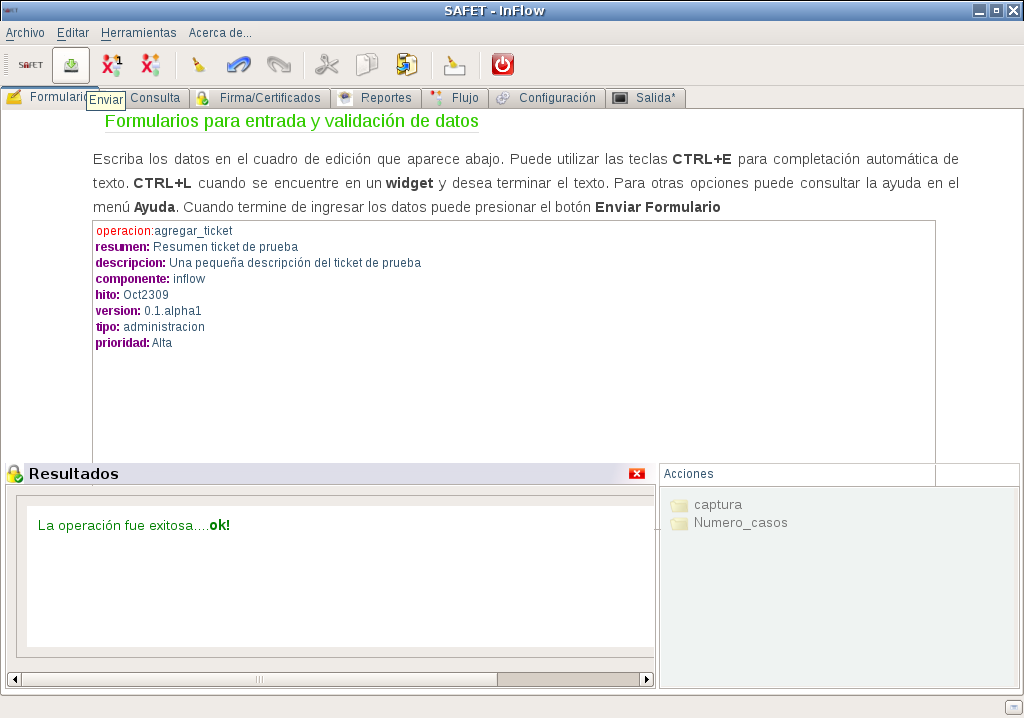 SAFET - InFlow
Archivo Editar Herramientas Acerca de...
SAFET 1
Formulario Consulta Firma/Certificados Reportes Flujo Configuración Salida*
Enviar
Formularios para entrada y validación de datos
Escriba los datos en el cuadro de edición que aparece abajo. Puede utilizar las teclas CTRL+E para completación automática de
texto. CTRL+L cuando se encuentre en un widget y desea terminar el texto. Para otras opciones puede consultar la ayuda en el
menú Ayuda. Cuando termine de ingresar los datos puede presionar el botón Enviar Formulario
operacion:agregar_ticket
resumen: Resumen ticket de prueba
descripcion: Una pequeña descripción del ticket de prueba
componente: inflow
hito: Oct2309
version: 0.1.alpha1
tipo: administracion
prioridad: Alta
Resultados
La operación fue exitosa....ok!
Acciones
captura
Numero_casos